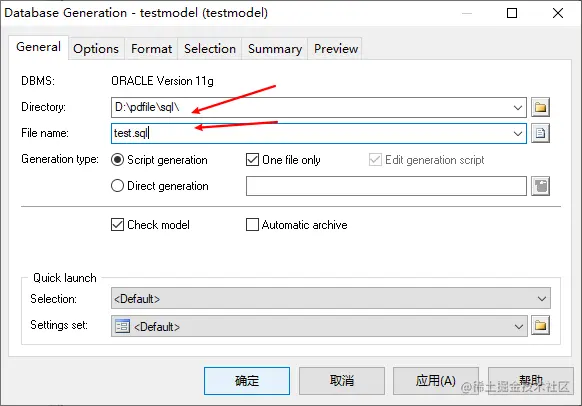 Database Generation - testmodel (testmodel)
General Options Format Selection Summary Preview
DBMS: ORACLE Version 11g
Directory: D:\pdfile\sql\
File name: test.sql
Generation type: Script generation One file only Edit generation script
Direct generation
Check model Automatic archive
Quick launch
Selection: <Default>
Settings set: <Default>
确定 取消 应用(A) 帮助
@稀土掘金技术社区